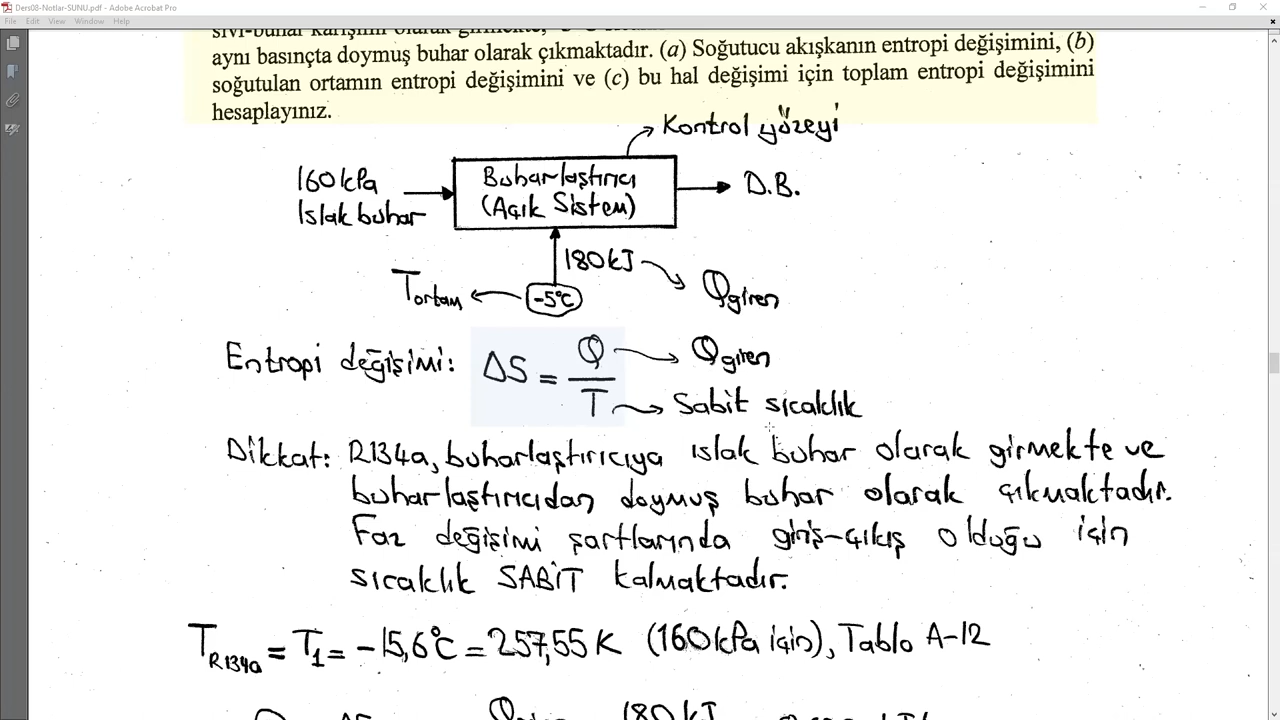 Ders08-Notlar-SUNU.pdf - Adobe Acrobat Pro
File Edit View Window Help
aynı basınçta doymuş buhar olarak çıkmaktadır. (a) Soğutucu akışkanın entropi değişimini, (b)
soğutulan ortamın entropi değişimini ve (c) bu hal değişimi için toplam entropi değişimini
hesaplayınız.
Kontrol yüzeyi
160 kPa
Islak buhar
Buharlaştırıcı
(Açık Sistem)
D.B.
180 kJ
Qgiren
Tortam
-5°C
Entropi değişimi: ΔS = Q/T
Qgiren
Sabit sıcaklık
Dikkat: R134a, buharlaştırıcıya ıslak buhar olarak girmekte ve
buharlaştırıcıdan doymuş buhar olarak çıkmaktadır.
Faz değişimi şartlarında giriş-çıkış olduğu için
sıcaklık SABİT kalmaktadır.
TR134a = T1 = -15,6°C = 257,55 K (160 kPa için), Tablo A-12
180 kJ